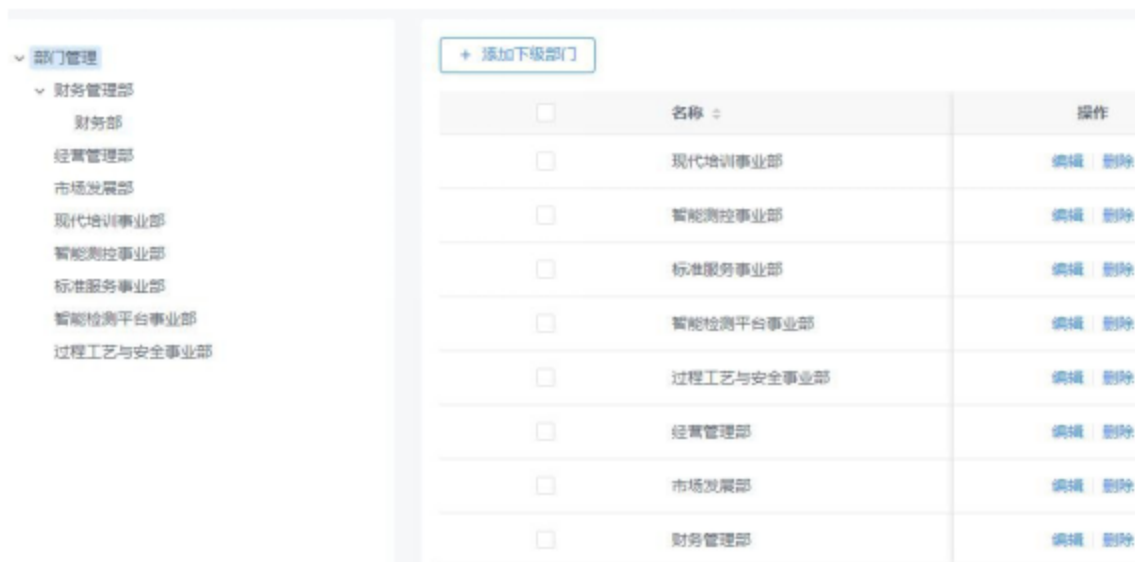 部门管理
财务管理部
财务部
经营管理部
市场发展部
现代培训事业部
智能测控事业部
标准服务事业部
智能检测平台事业部
过程工艺与安全事业部
+ 添加下级部门
名称 操作
现代培训事业部 编辑 删除
智能测控事业部 编辑 删除
标准服务事业部 编辑 删除
智能检测平台事业部 编辑 删除
过程工艺与安全事业部 编辑 删除
经营管理部 编辑 删除
市场发展部 编辑 删除
财务管理部 编辑 删除